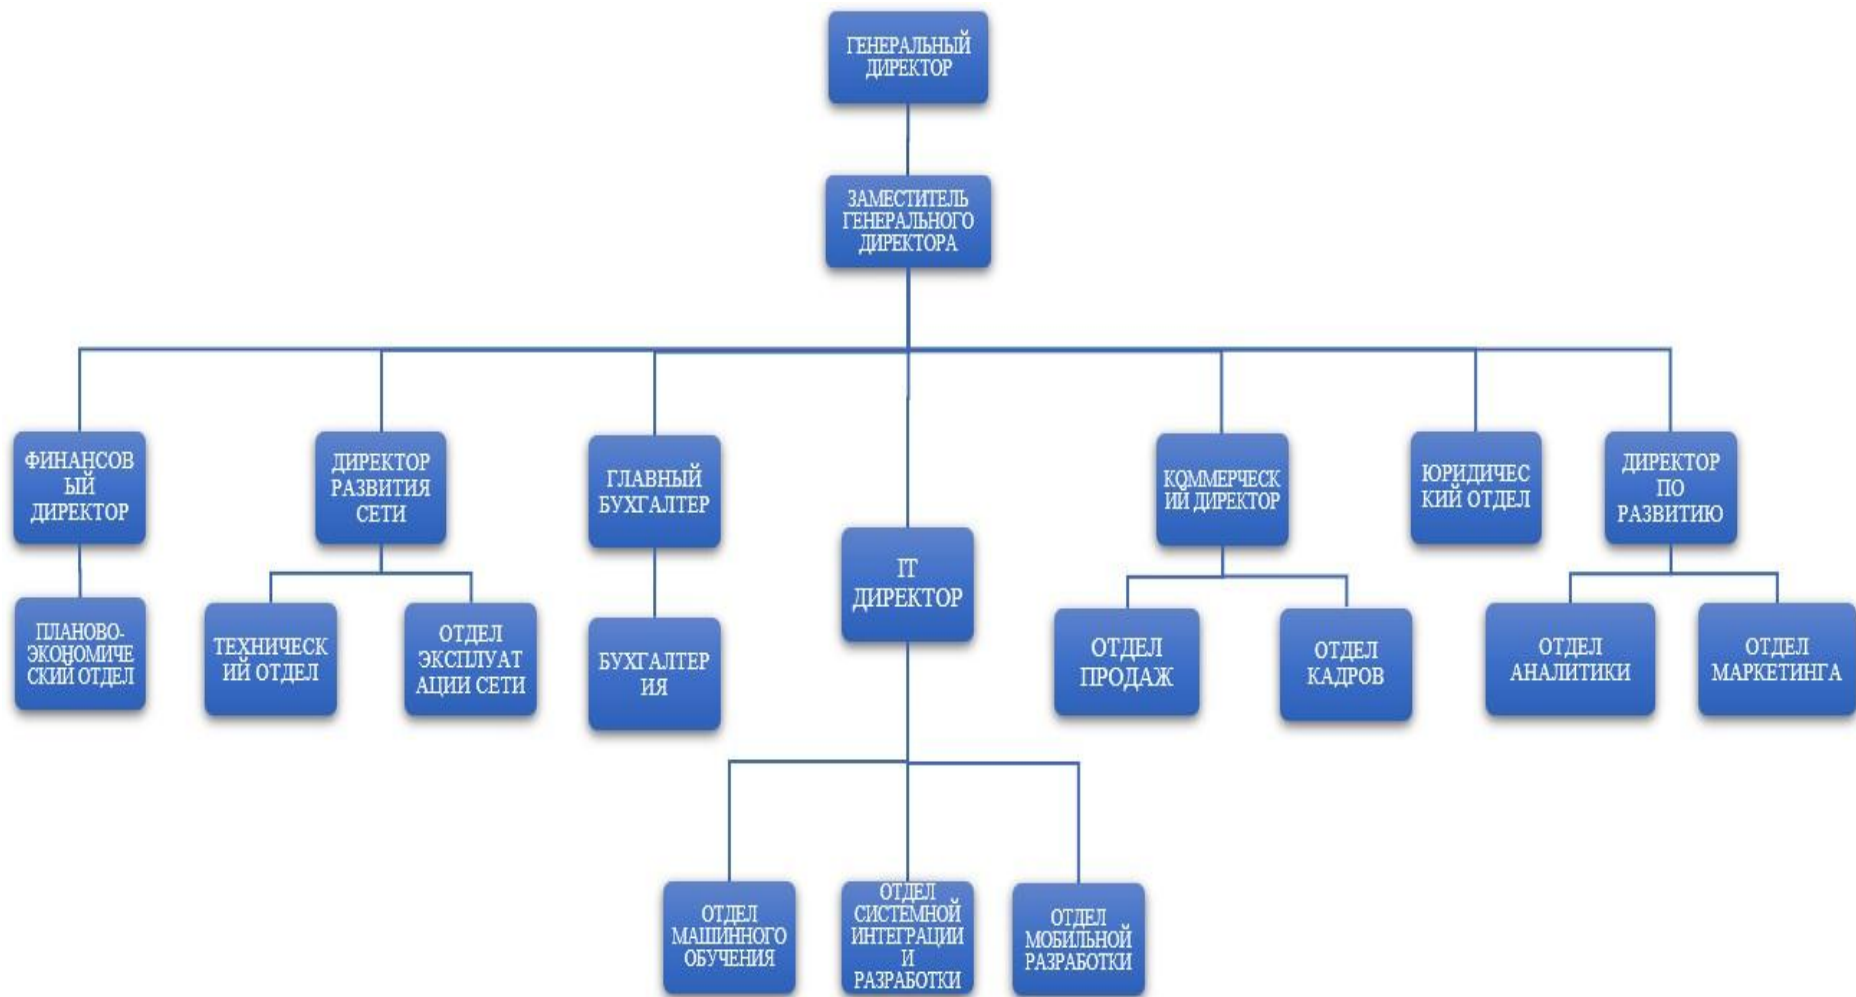 ГЕНЕРАЛЬНЫЙ
ДИРЕКТОР
ЗАМЕСТИТЕЛЬ
ГЕНЕРАЛЬНОГО
ДИРЕКТОРА
ФИНАНСОВ
ЫЙ
ДИРЕКТОР
ДИРЕКТОР
РАЗВИТИЯ
СЕТИ
ГЛАВНЫЙ
БУХГАЛТЕР
IT
ДИРЕКТОР
КОММЕРЧЕСК
ИЙ ДИРЕКТОР
ЮРИДИЧЕС
КИЙ ОТДЕЛ
ДИРЕКТОР
ПО
РАЗВИТИЮ
ПЛАНОВО-
ЭКОНОМИЧЕ
СКИЙ ОТДЕЛ
ТЕХНИЧЕСК
ИЙ ОТДЕЛ
ОТДЕЛ
ЭКСПЛУАТ
АЦИИ СЕТИ
БУХГАЛТЕР
ИЯ
ОТДЕЛ
ПРОДАЖ
ОТДЕЛ
КАДРОВ
ОТДЕЛ
АНАЛИТИКИ
ОТДЕЛ
МАРКЕТИНГА
ОТДЕЛ
МАШИННОГО
ОБУЧЕНИЯ
ОТДЕЛ
СИСТЕМНОЙ
ИНТЕГРАЦИИ
И
РАЗРАБОТКИ
ОТДЕЛ
МОБИЛЬНОЙ
РАЗРАБОТКИ